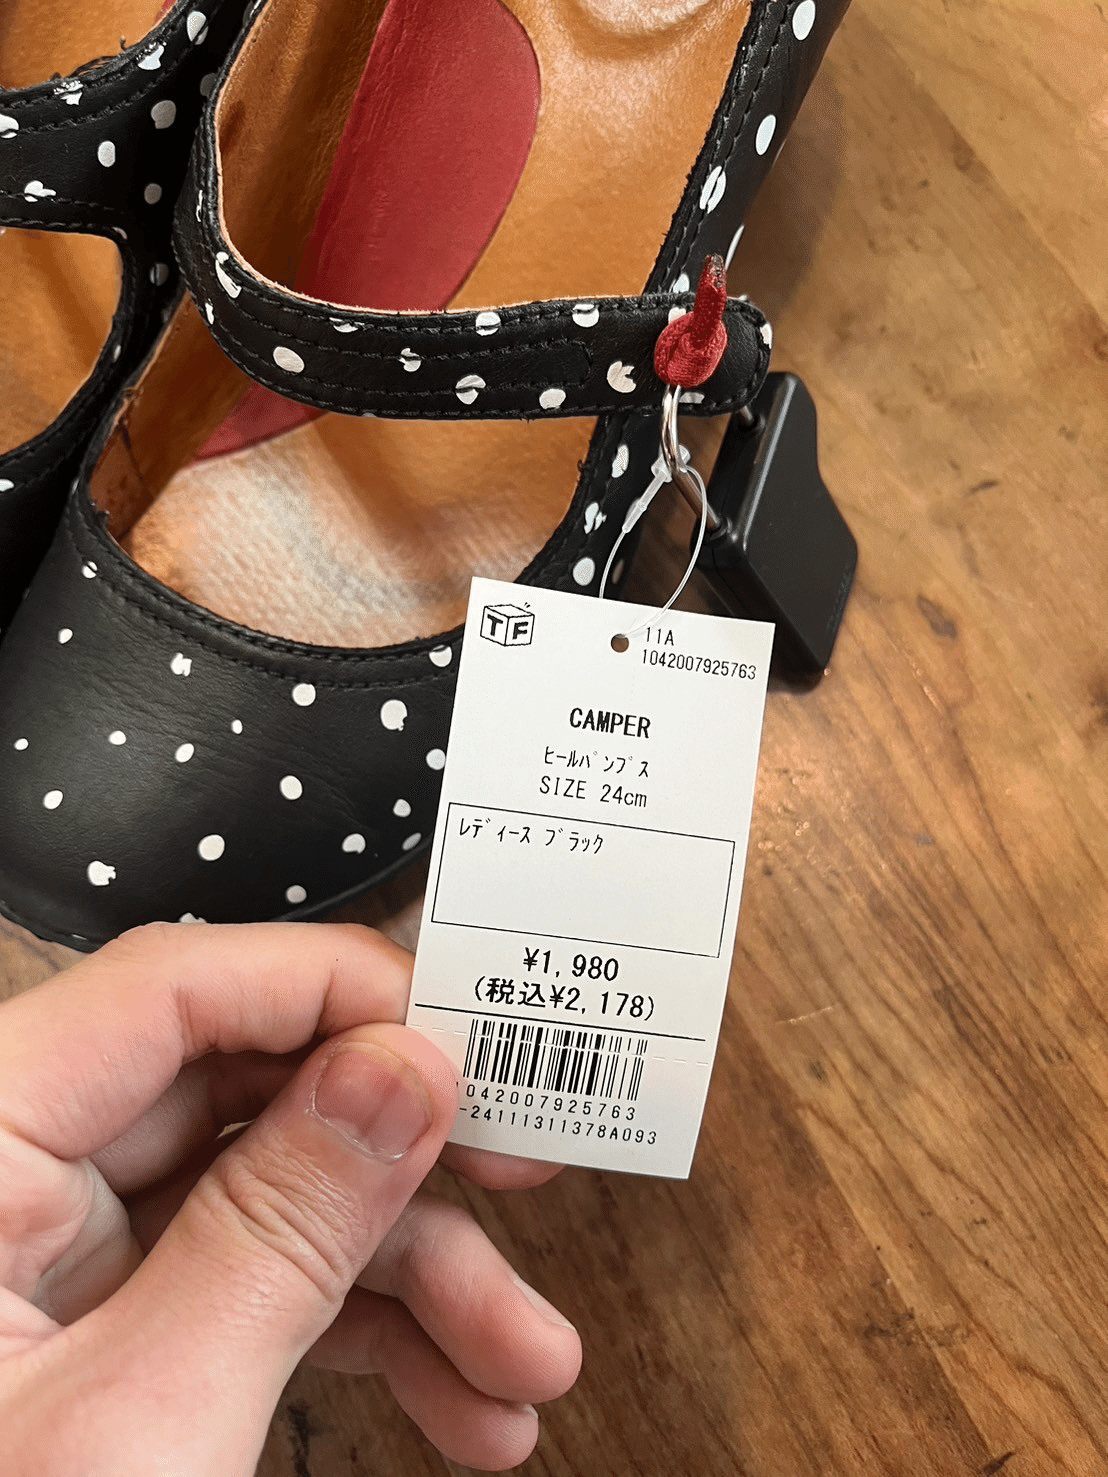 TF
11A
1042007925763
CAMPER
ﾋｰﾙﾊﾟﾝﾌﾟｽ
SIZE 24cm
ﾚﾃﾞｨｰｽ ﾌﾞﾗｯｸ
¥1,980
(税込¥2,178)
1042007925763
-24111311378A093